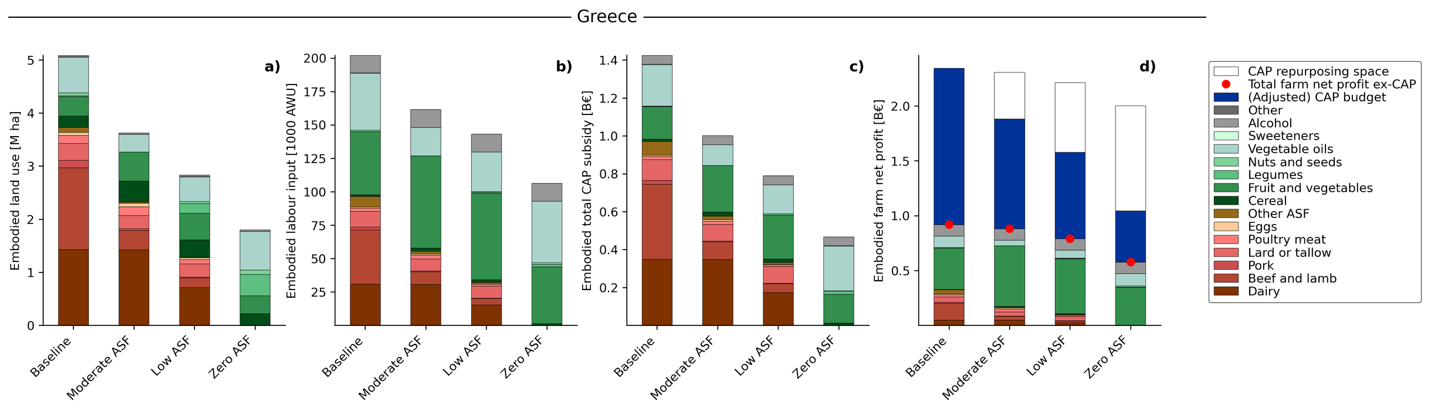 Greece
a)
Embodied land use [M ha]
5
4
3
2
1
0
Baseline
Moderate ASF
Low ASF
Zero ASF
b)
Embodied labour input [1000 AWU]
200
175
150
125
100
75
50
25
Baseline
Moderate ASF
Low ASF
Zero ASF
c)
Embodied total CAP subsidy [B€]
1.4
1.2
1.0
0.8
0.6
0.4
0.2
Baseline
Moderate ASF
Low ASF
Zero ASF
d)
Embodied farm net profit [B€]
2.0
1.5
1.0
0.5
Baseline
Moderate ASF
Low ASF
Zero ASF
CAP repurposing space
Total farm net profit ex-CAP
(Adjusted) CAP budget
Other
Alcohol
Sweeteners
Vegetable oils
Nuts and seeds
Legumes
Fruit and vegetables
Cereal
Other ASF
Eggs
Poultry meat
Lard or tallow
Pork
Beef and lamb
Dairy